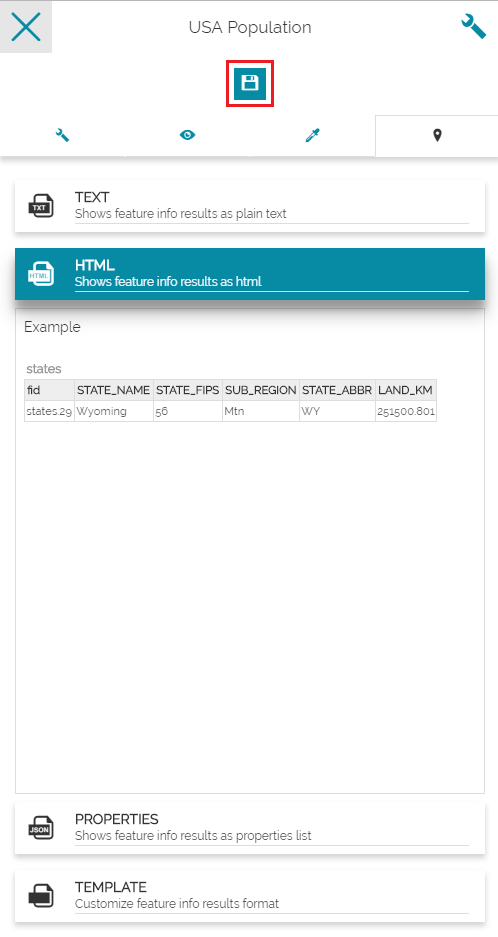 USA Population
TXT
TEXT
Shows feature info results as plain text
HTML
HTML
Shows feature info results as html
Example
states
fid STATE_NAME STATE_FIPS SUB_REGION STATE_ABBR LAND_KM
states.29 Wyoming 56 Mtn WY 251500.801
JSON
PROPERTIES
Shows feature info results as properties list
TEMPLATE
Customize feature info results format